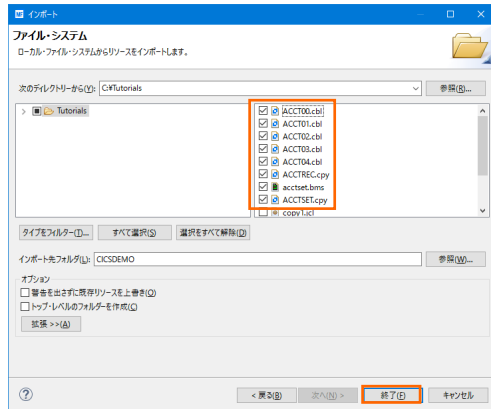 インポート
ファイル・システム
ローカル・ファイル・システムからリソースをインポートします。
次のディレクトリーから(Y): C:¥Tutorials 参照(R)...
Tutorials
ACCT00.cbl
ACCT01.cbl
ACCT02.cbl
ACCT03.cbl
ACCT04.cbl
ACCTREC.cpy
acctset.bms
ACCTSET.cpy
copy1.jcl
タイプをフィルター(T)... すべて選択(S) 選択をすべて解除(D)
インポート先フォルダ(L): CICSDEMO 参照(W)...
オプション
警告を出さずに既存リソースを上書き(O)
トップ・レベルのフォルダーを作成(C)
拡張 >>(A)
< 戻る(B) 次へ(N) > 終了(F) キャンセル